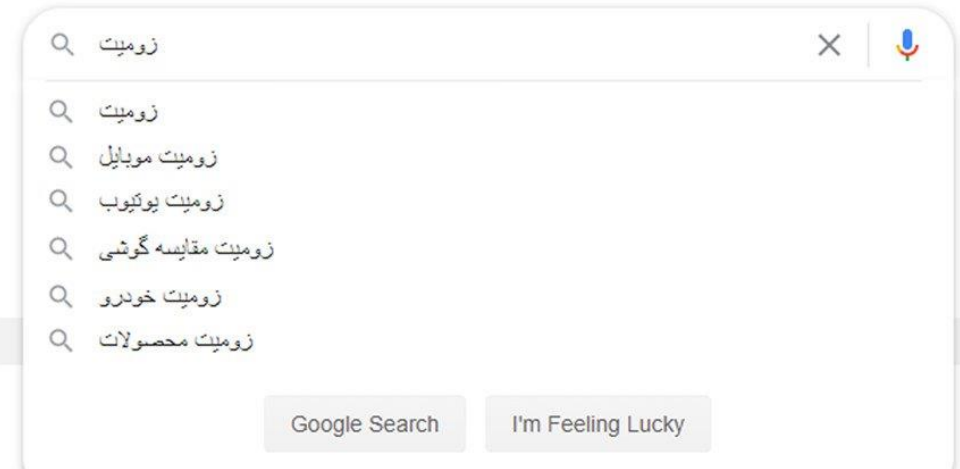 زومیت
زومیت
زومیت موبایل
زومیت یوتیوب
زومیت مقایسه گوشی
زومیت خودرو
زومیت محصولات
Google Search
I'm Feeling Lucky